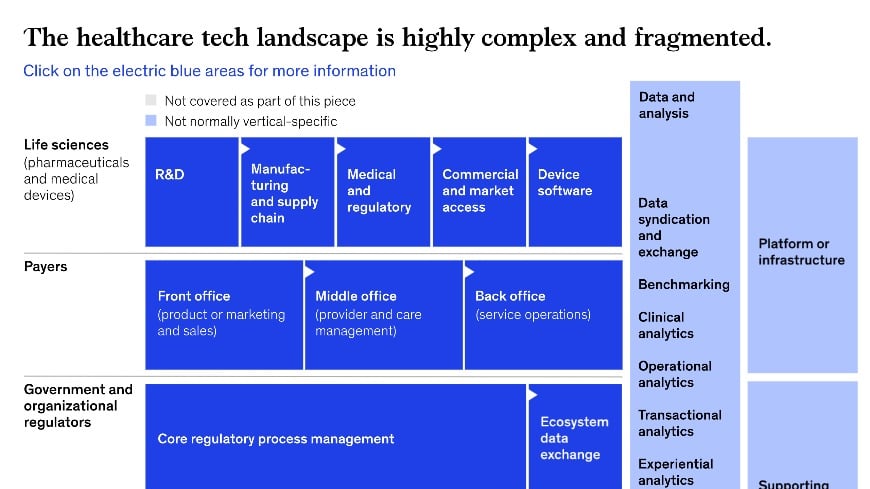 The healthcare tech landscape is highly complex and fragmented.
Click on the electric blue areas for more information
Not covered as part of this piece
Not normally vertical-specific
Life sciences
(pharmaceuticals
and medical
devices)
R&D
Manufac-
turing
and supply
chain
Medical
and
regulatory
Commercial
and market
access
Device
software
Payers
Front office
(product or marketing
and sales)
Middle office
(provider and care
management)
Back office
(service operations)
Government and
organizational
regulators
Core regulatory process management
Ecosystem
data
exchange
Data and
analysis
Data
syndication
and
exchange
Benchmarking
Clinical
analytics
Operational
analytics
Transactional
analytics
Experiential
analytics
Platform or
infrastructure
Supporting